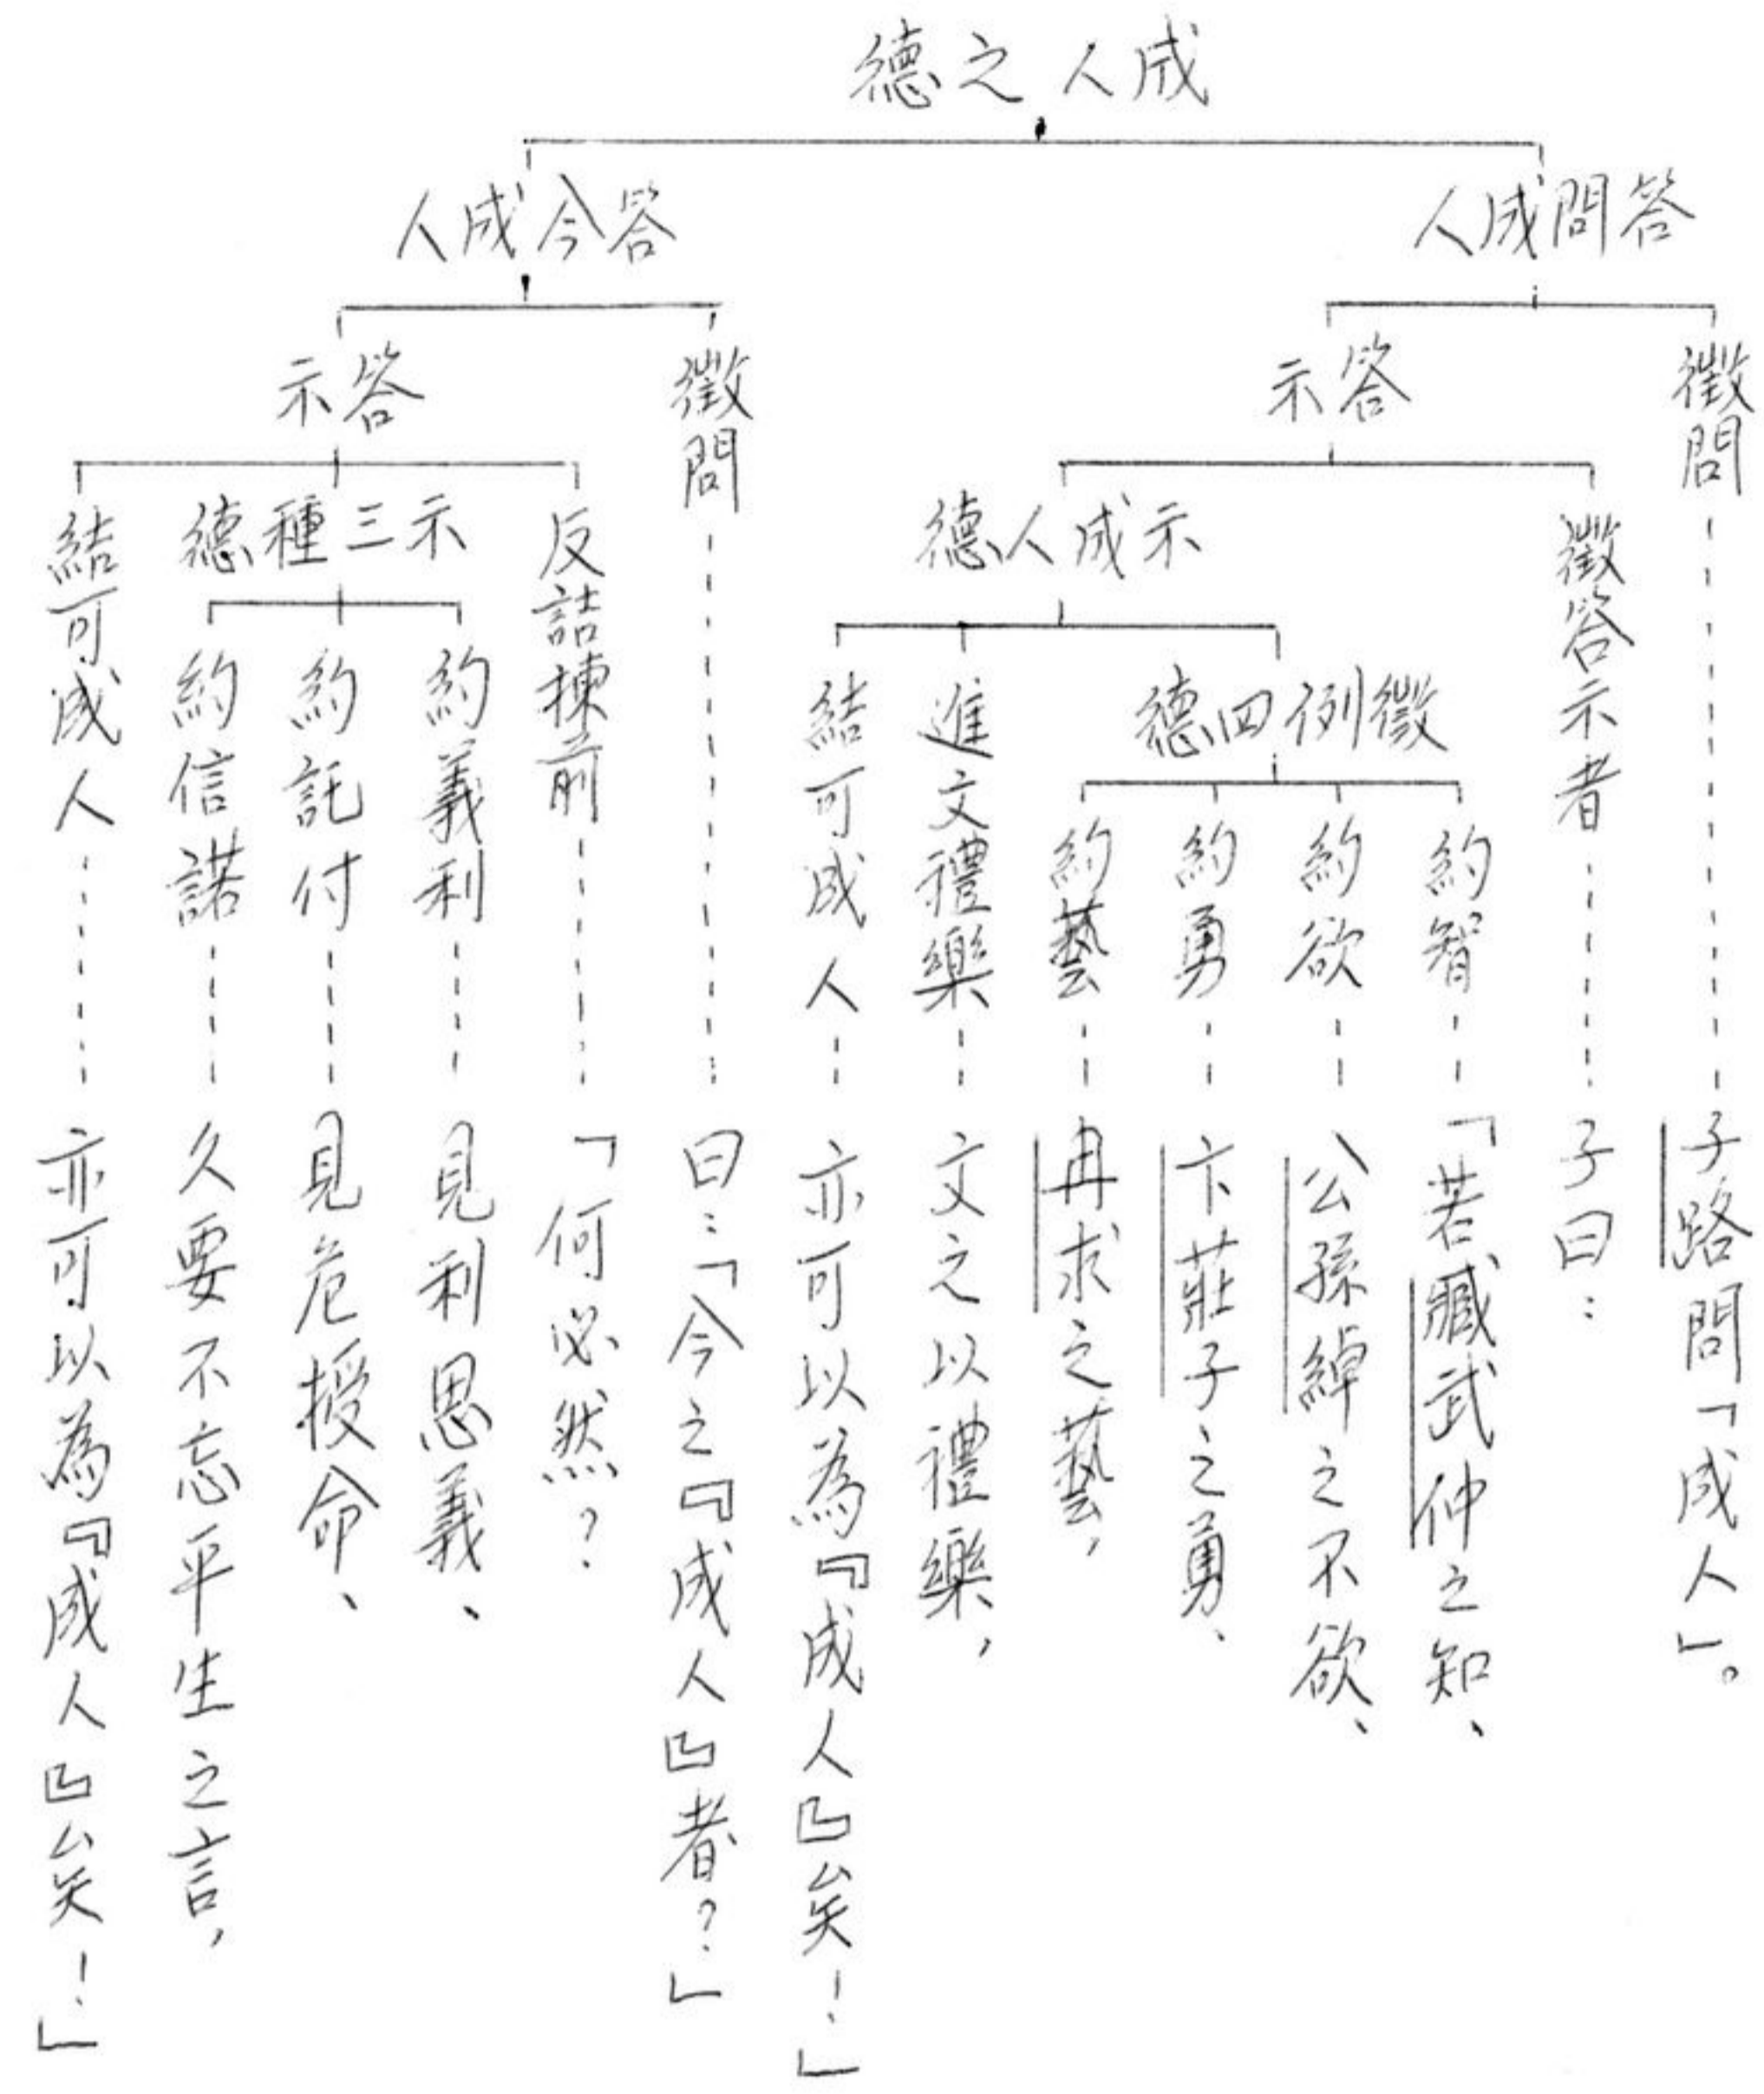 成人之德
答問成人
徵問
子路問「成人」。
答示
徵答示者
子曰：
示成人德
徵例四德
約智
「若臧武仲之知、
約欲
公孫綽之不欲、
約勇
卞莊子之勇、
約藝
冉求之藝，
進文禮樂
文之以禮樂，
結可成人
亦可以為『成人』矣！」
答今成人
徵問
曰：「今之『成人』者？」
答示
反詰揀前
「何必然？
示三種德
約義利
見利思義、
約託付
見危授命、
約信諾
久要不忘平生之言，
結可成人
亦可以為『成人』矣！」